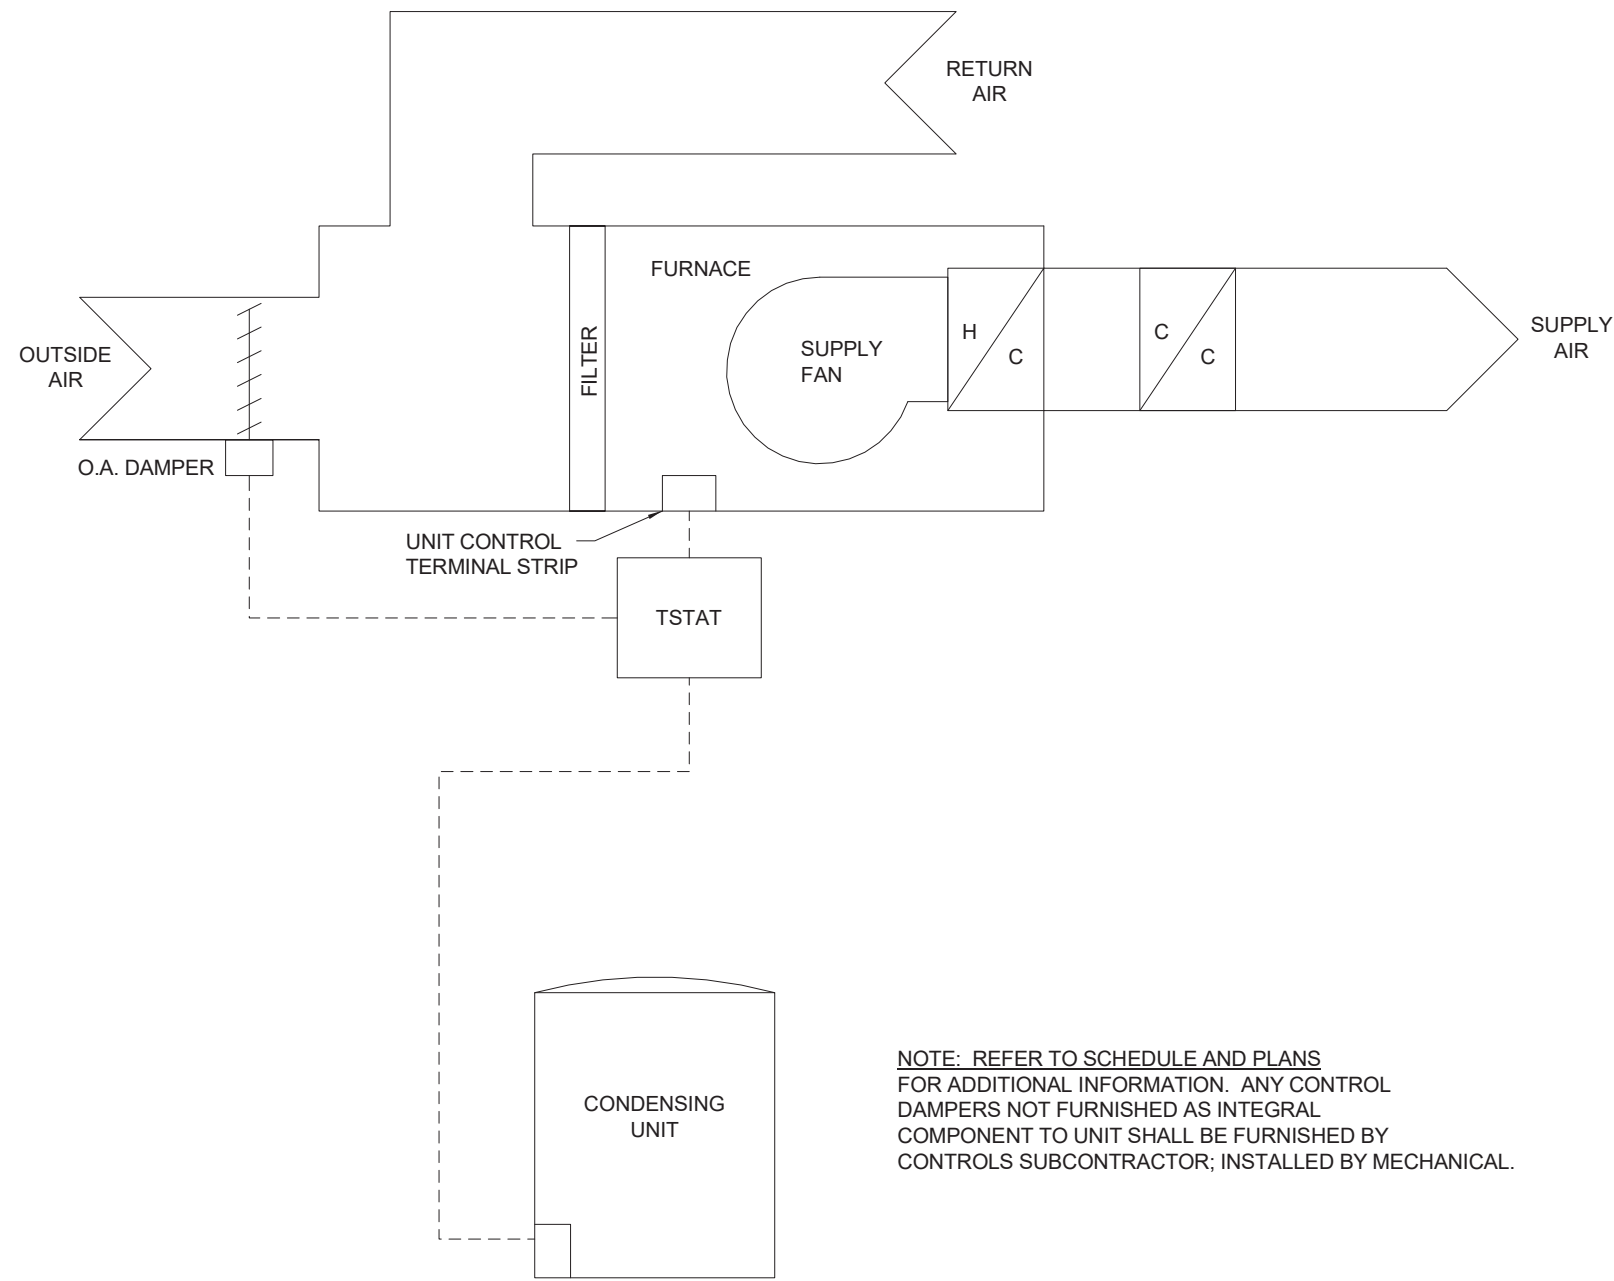 RETURN
AIR
FURNACE
OUTSIDE
AIR
FILTER
SUPPLY
FAN
H
C
C
C
SUPPLY
AIR
O.A. DAMPER
UNIT CONTROL
TERMINAL STRIP
TSTAT
CONDENSING
UNIT
NOTE: REFER TO SCHEDULE AND PLANS
FOR ADDITIONAL INFORMATION. ANY CONTROL
DAMPERS NOT FURNISHED AS INTEGRAL
COMPONENT TO UNIT SHALL BE FURNISHED BY
CONTROLS SUBCONTRACTOR; INSTALLED BY MECHANICAL.